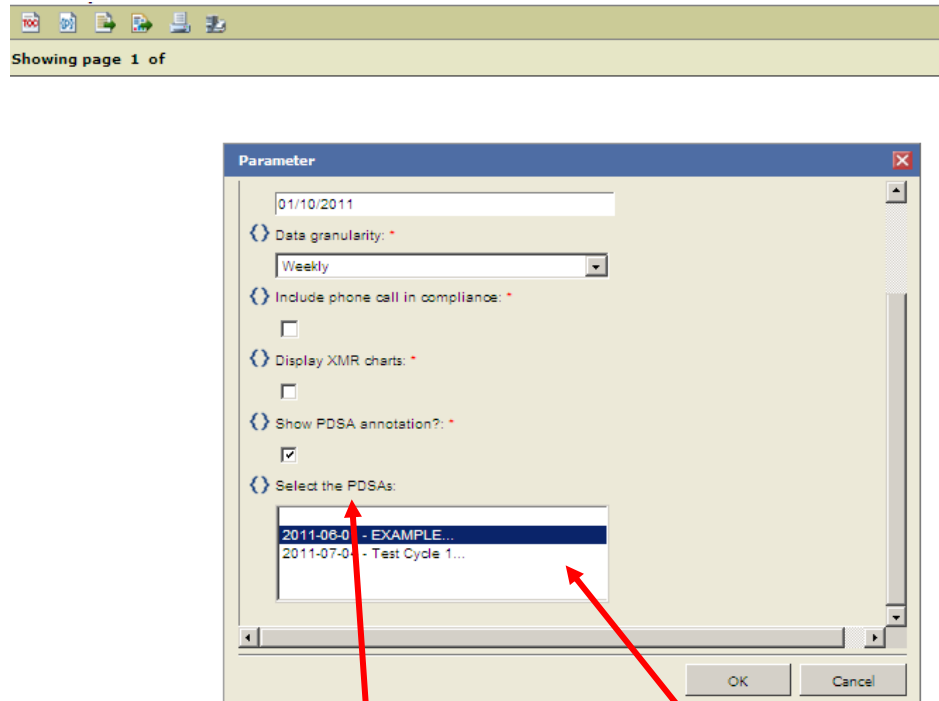 TOC
Showing page 1 of
Parameter
01/10/2011
Data granularity: *
Weekly
Include phone call in compliance: *
Display XMR charts: *
Show PDSA annotation?: *
Select the PDSAs:
- EXAMPLE...
- Test Cycle 1...
OK Cancel